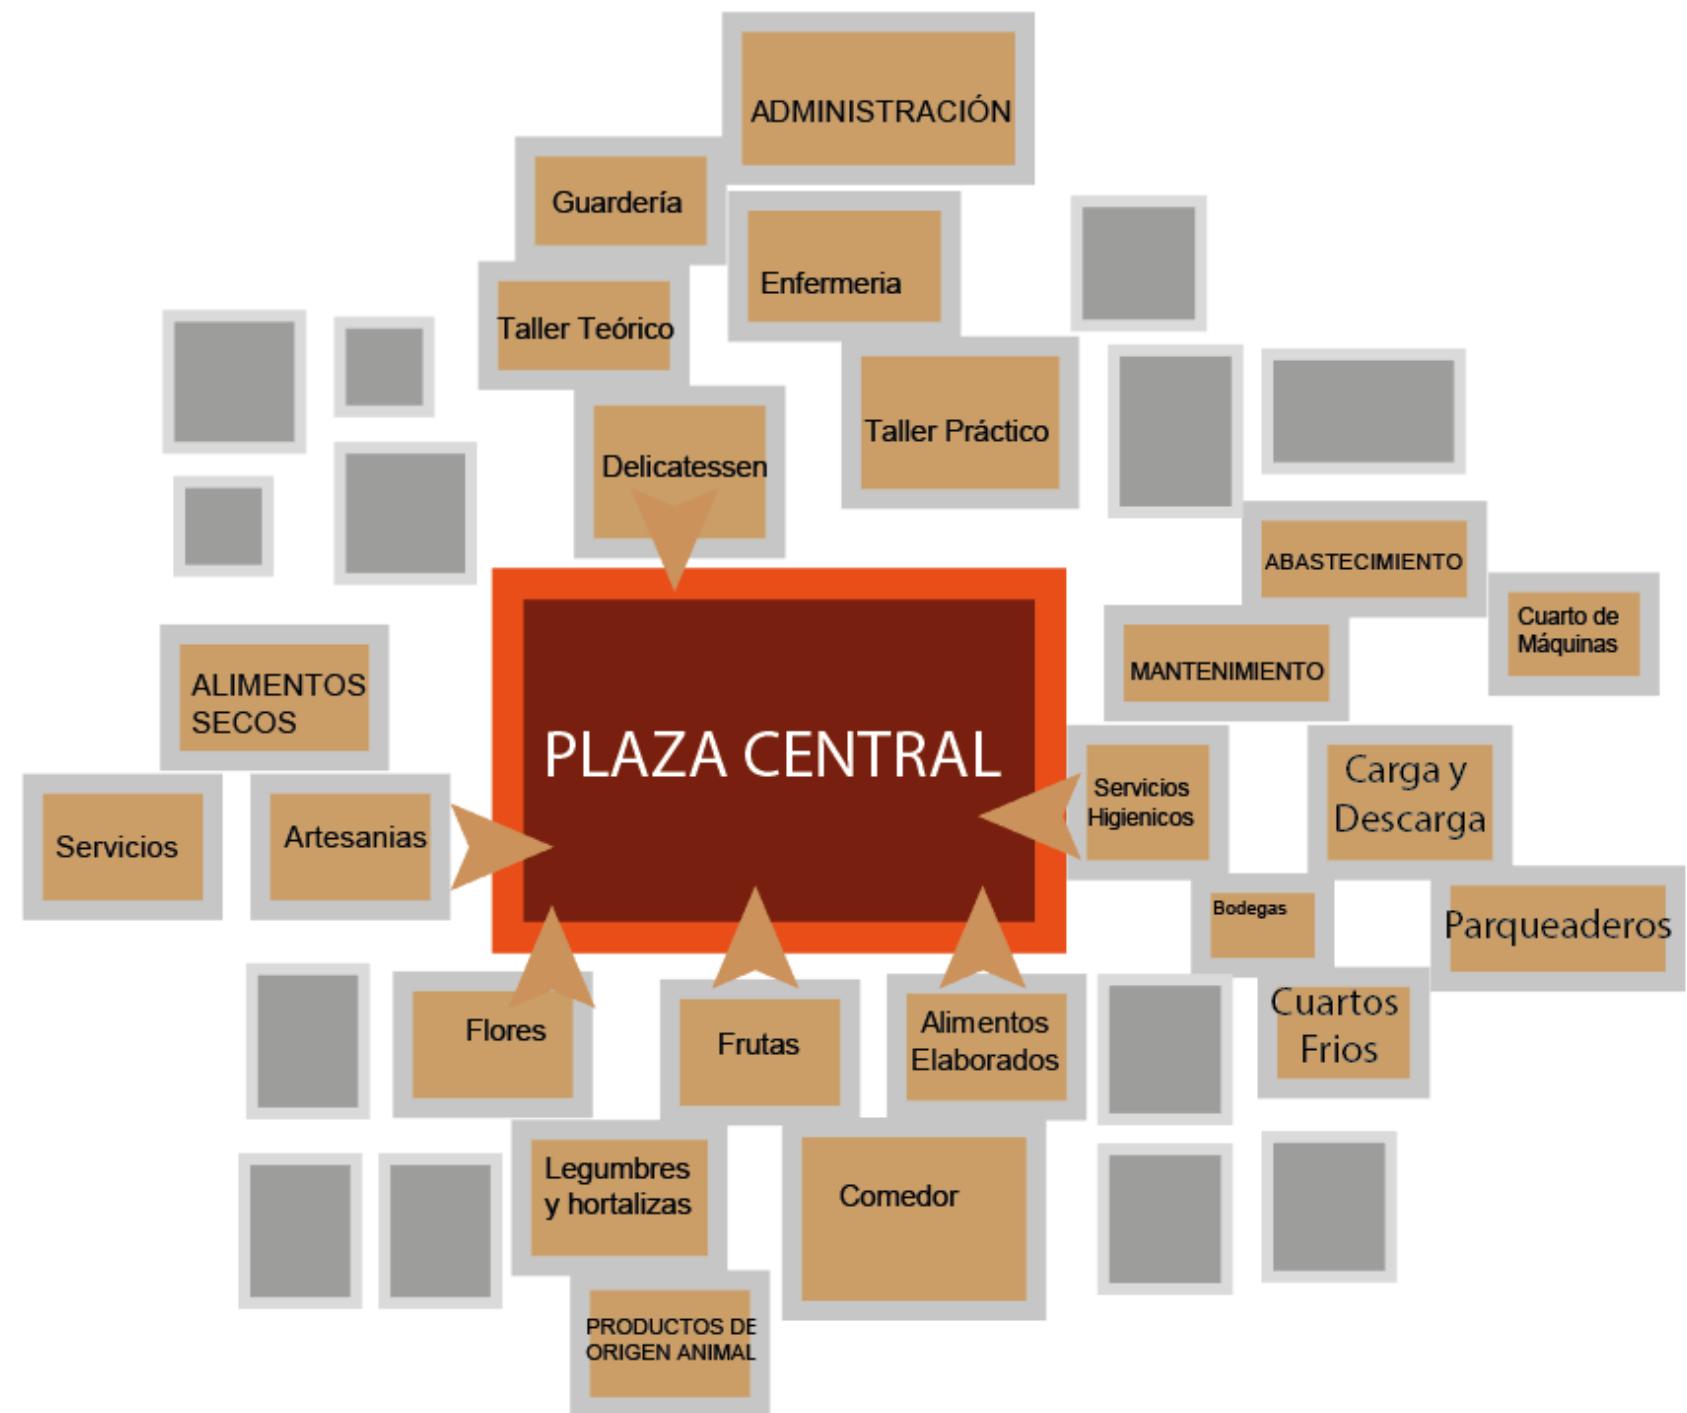 ADMINISTRACIÓN
Guardería
Enfermeria
Taller Teórico
Taller Práctico
Delicatessen
ABASTECIMIENTO
Cuarto de
Máquinas
MANTENIMIENTO
ALIMENTOS
SECOS
PLAZA CENTRAL
Servicios
Higienicos
Carga y
Descarga
Servicios
Artesanias
Bodegas
Parqueaderos
Cuartos
Frios
Flores
Frutas
Alimentos
Elaborados
Legumbres
y hortalizas
Comedor
PRODUCTOS DE
ORIGEN ANIMAL